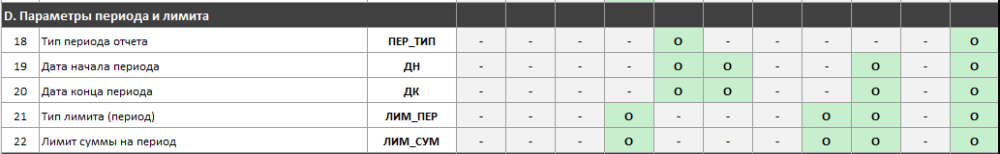 D. Параметры периода и лимита
18 Тип периода отчета ПЕР_ТИП - - - - О - - - - - О
19 Дата начала периода ДН - - - - О О - - О - О
20 Дата конца периода ДК - - - - О О - - О - О
21 Тип лимита (период) ЛИМ_ПЕР - - - О - - - О О - О
22 Лимит суммы на период ЛИМ_СУМ - - - О - - - О О - О